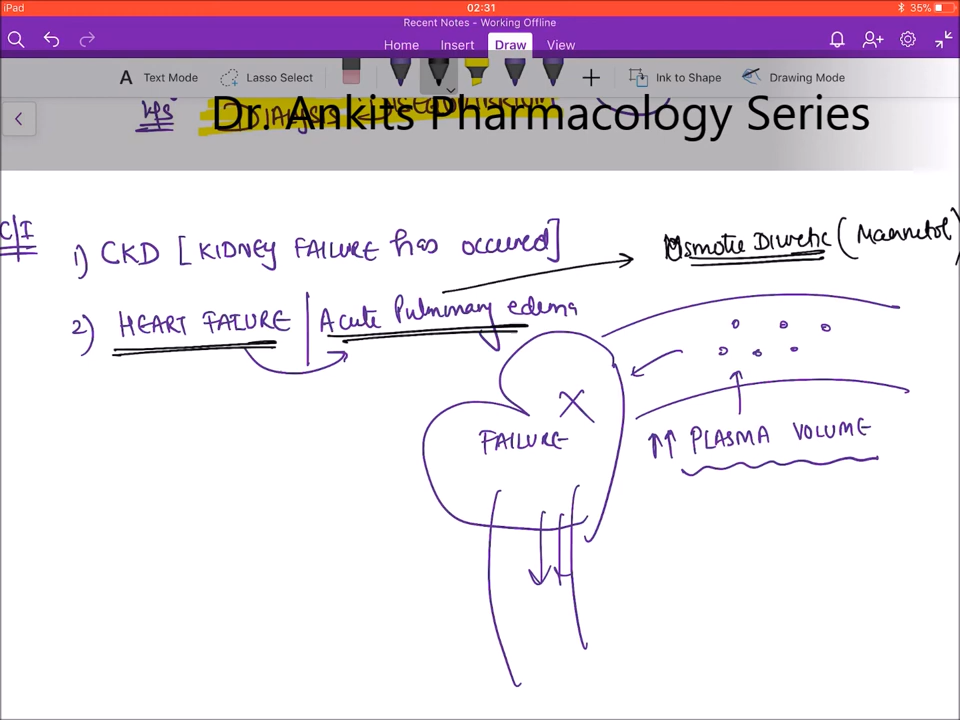 iPad 02:31 35%
Recent Notes - Working Offline
Home Insert Draw View
A Text Mode Lasso Select Ink to Shape Drawing Mode
Dr. Ankits Pharmacology Series
C/I
1) CKD [KIDNEY FAILURE has occured]
Osmotic Diuretic (Mannitol)
2) HEART FAILURE | Acute Pulmonary edema
X
FAILURE
↑↑ PLASMA VOLUME